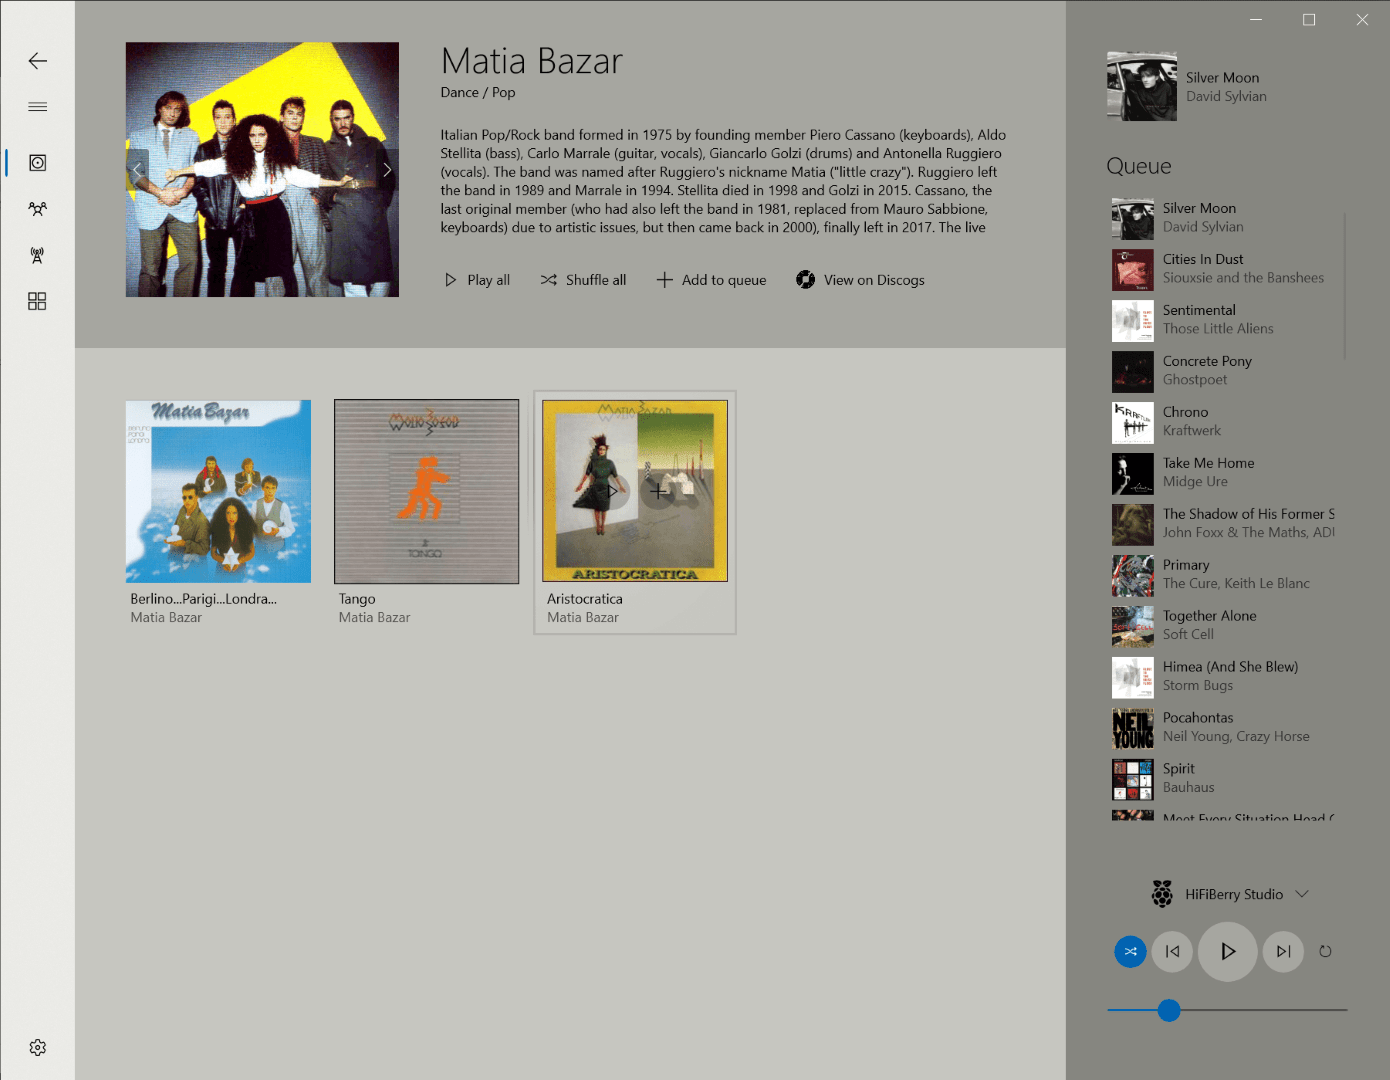 Matia Bazar
Dance / Pop
Italian Pop/Rock band formed in 1975 by founding member Piero Cassano (keyboards), Aldo
Stellita (bass), Carlo Marrale (guitar, vocals), Giancarlo Golzi (drums) and Antonella Ruggiero
(vocals). The band was named after Ruggiero's nickname Matia ("little crazy"). Ruggiero left
the band in 1989 and Marrale in 1994. Stellita died in 1998 and Golzi in 2015. Cassano, the
last original member (who had also left the band in 1981, replaced from Mauro Sabbione,
keyboards) due to artistic issues, but then came back in 2000), finally left in 2017. The live
Play all
Shuffle all
Add to queue
View on Discogs
Matia Bazar
Berlino...Parigi...Londra...
Matia Bazar
TANGO
Tango
Matia Bazar
MATIA BAZAR
ARISTOCRATICA
Aristocratica
Matia Bazar
Silver Moon
David Sylvian
Queue
Silver Moon
David Sylvian
Cities In Dust
Siouxsie and the Banshees
Sentimental
Those Little Aliens
Concrete Pony
Ghostpoet
Chrono
Kraftwerk
Take Me Home
Midge Ure
The Shadow of His Former S
John Foxx & The Maths, ADU
Primary
The Cure, Keith Le Blanc
Together Alone
Soft Cell
Himea (And She Blew)
Storm Bugs
NEIL
YOUNG
Pocahontas
Neil Young, Crazy Horse
Spirit
Bauhaus
Meet Every Situation Head
HiFiBerry Studio